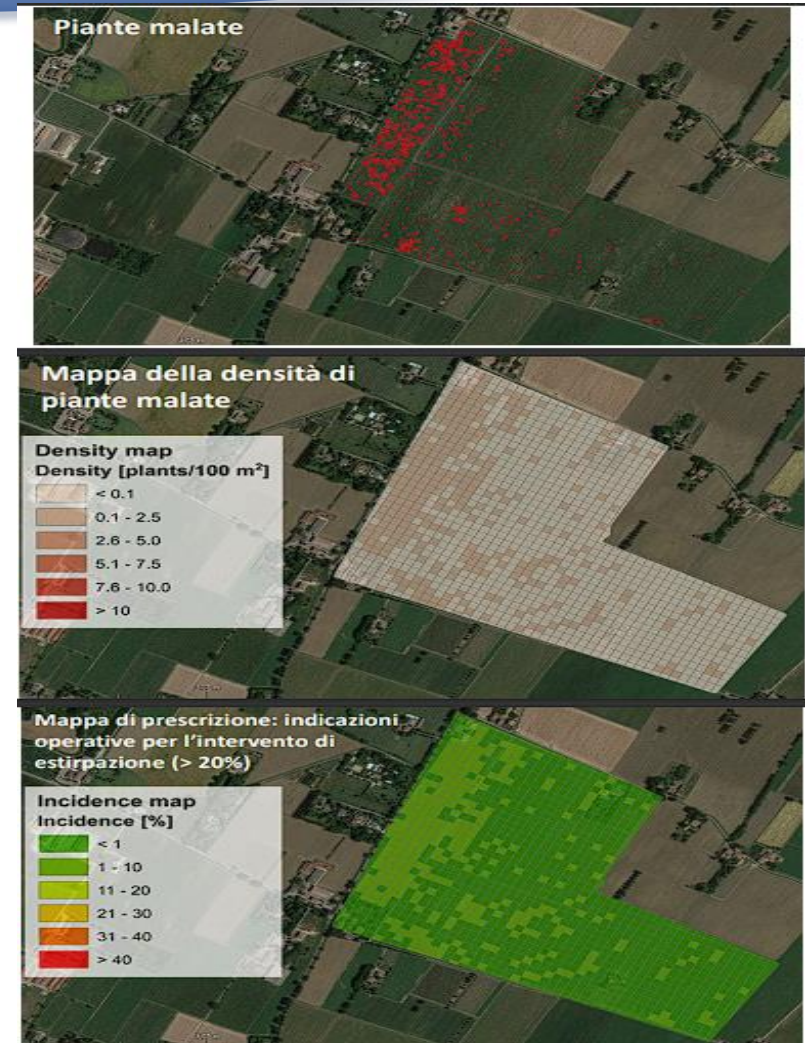 Piante malate
Mappa della densità di
piante malate
Density map
Density [plants/100 m²]
< 0.1
0.1 - 2.5
2.6 - 5.0
5.1 - 7.5
7.6 - 10.0
> 10
Mappa di prescrizione: indicazioni
operative per l'intervento di
estirpazione (> 20%)
Incidence map
Incidence [%]
< 1
1 - 10
11 - 20
21 - 30
31 - 40
> 40